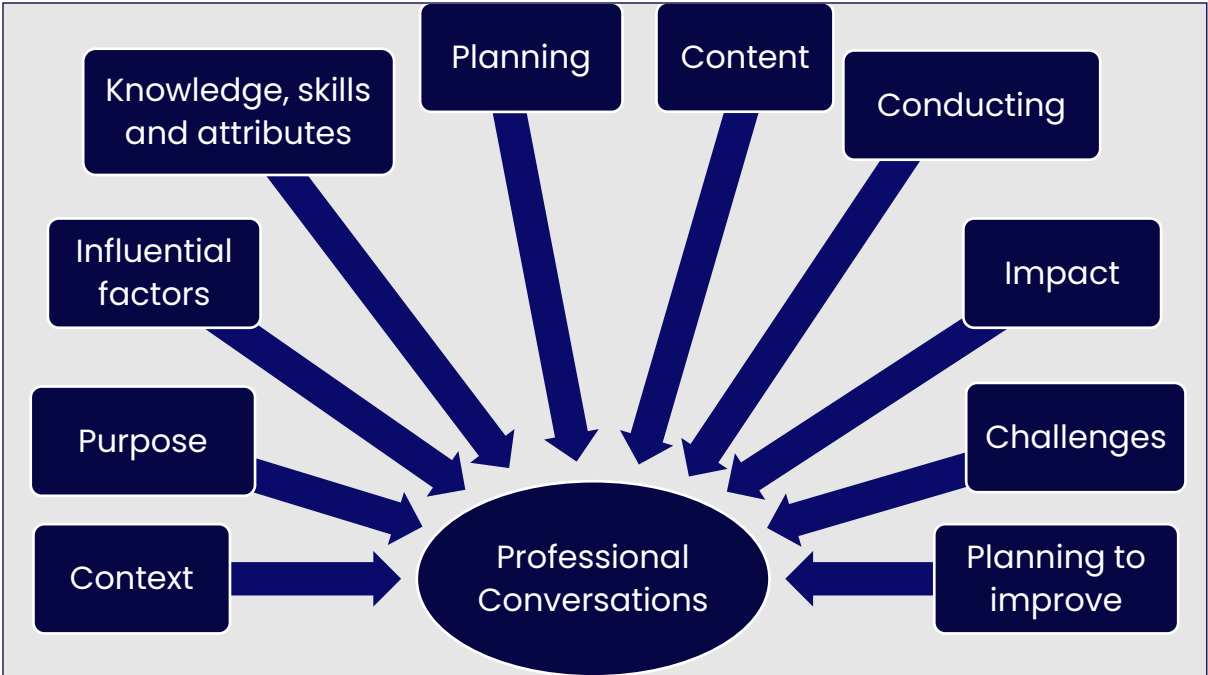 Planning
Content
Knowledge, skills
and attributes
Conducting
Influential
factors
Impact
Purpose
Challenges
Context
Professional
Conversations
Planning to
improve